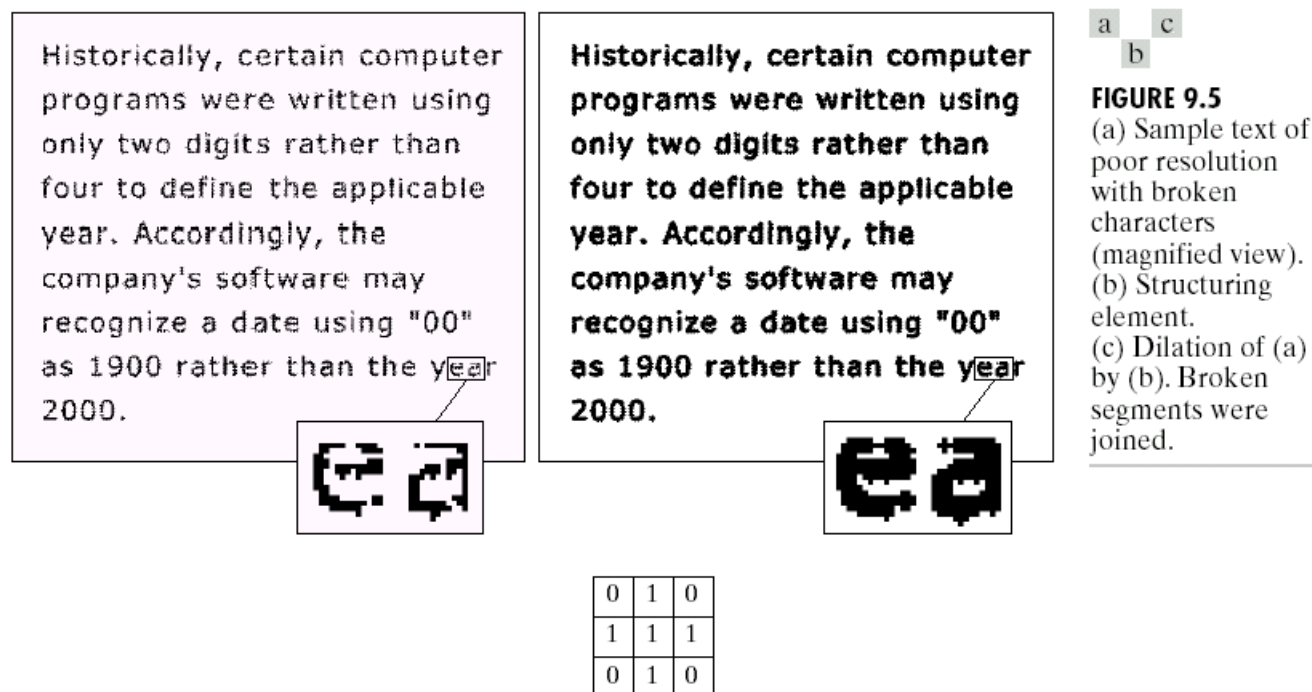 Historically, certain computer
programs were written using
only two digits rather than
four to define the applicable
year. Accordingly, the
company's software may
recognize a date using "00"
as 1900 rather than the year
2000.
e a
Historically, certain computer
programs were written using
only two digits rather than
four to define the applicable
year. Accordingly, the
company's software may
recognize a date using "00"
as 1900 rather than the year
2000.
e a
a c
b
FIGURE 9.5
(a) Sample text of
poor resolution
with broken
characters
(magnified view).
(b) Structuring
element.
(c) Dilation of (a)
by (b). Broken
segments were
joined.
0 1 0
1 1 1
0 1 0